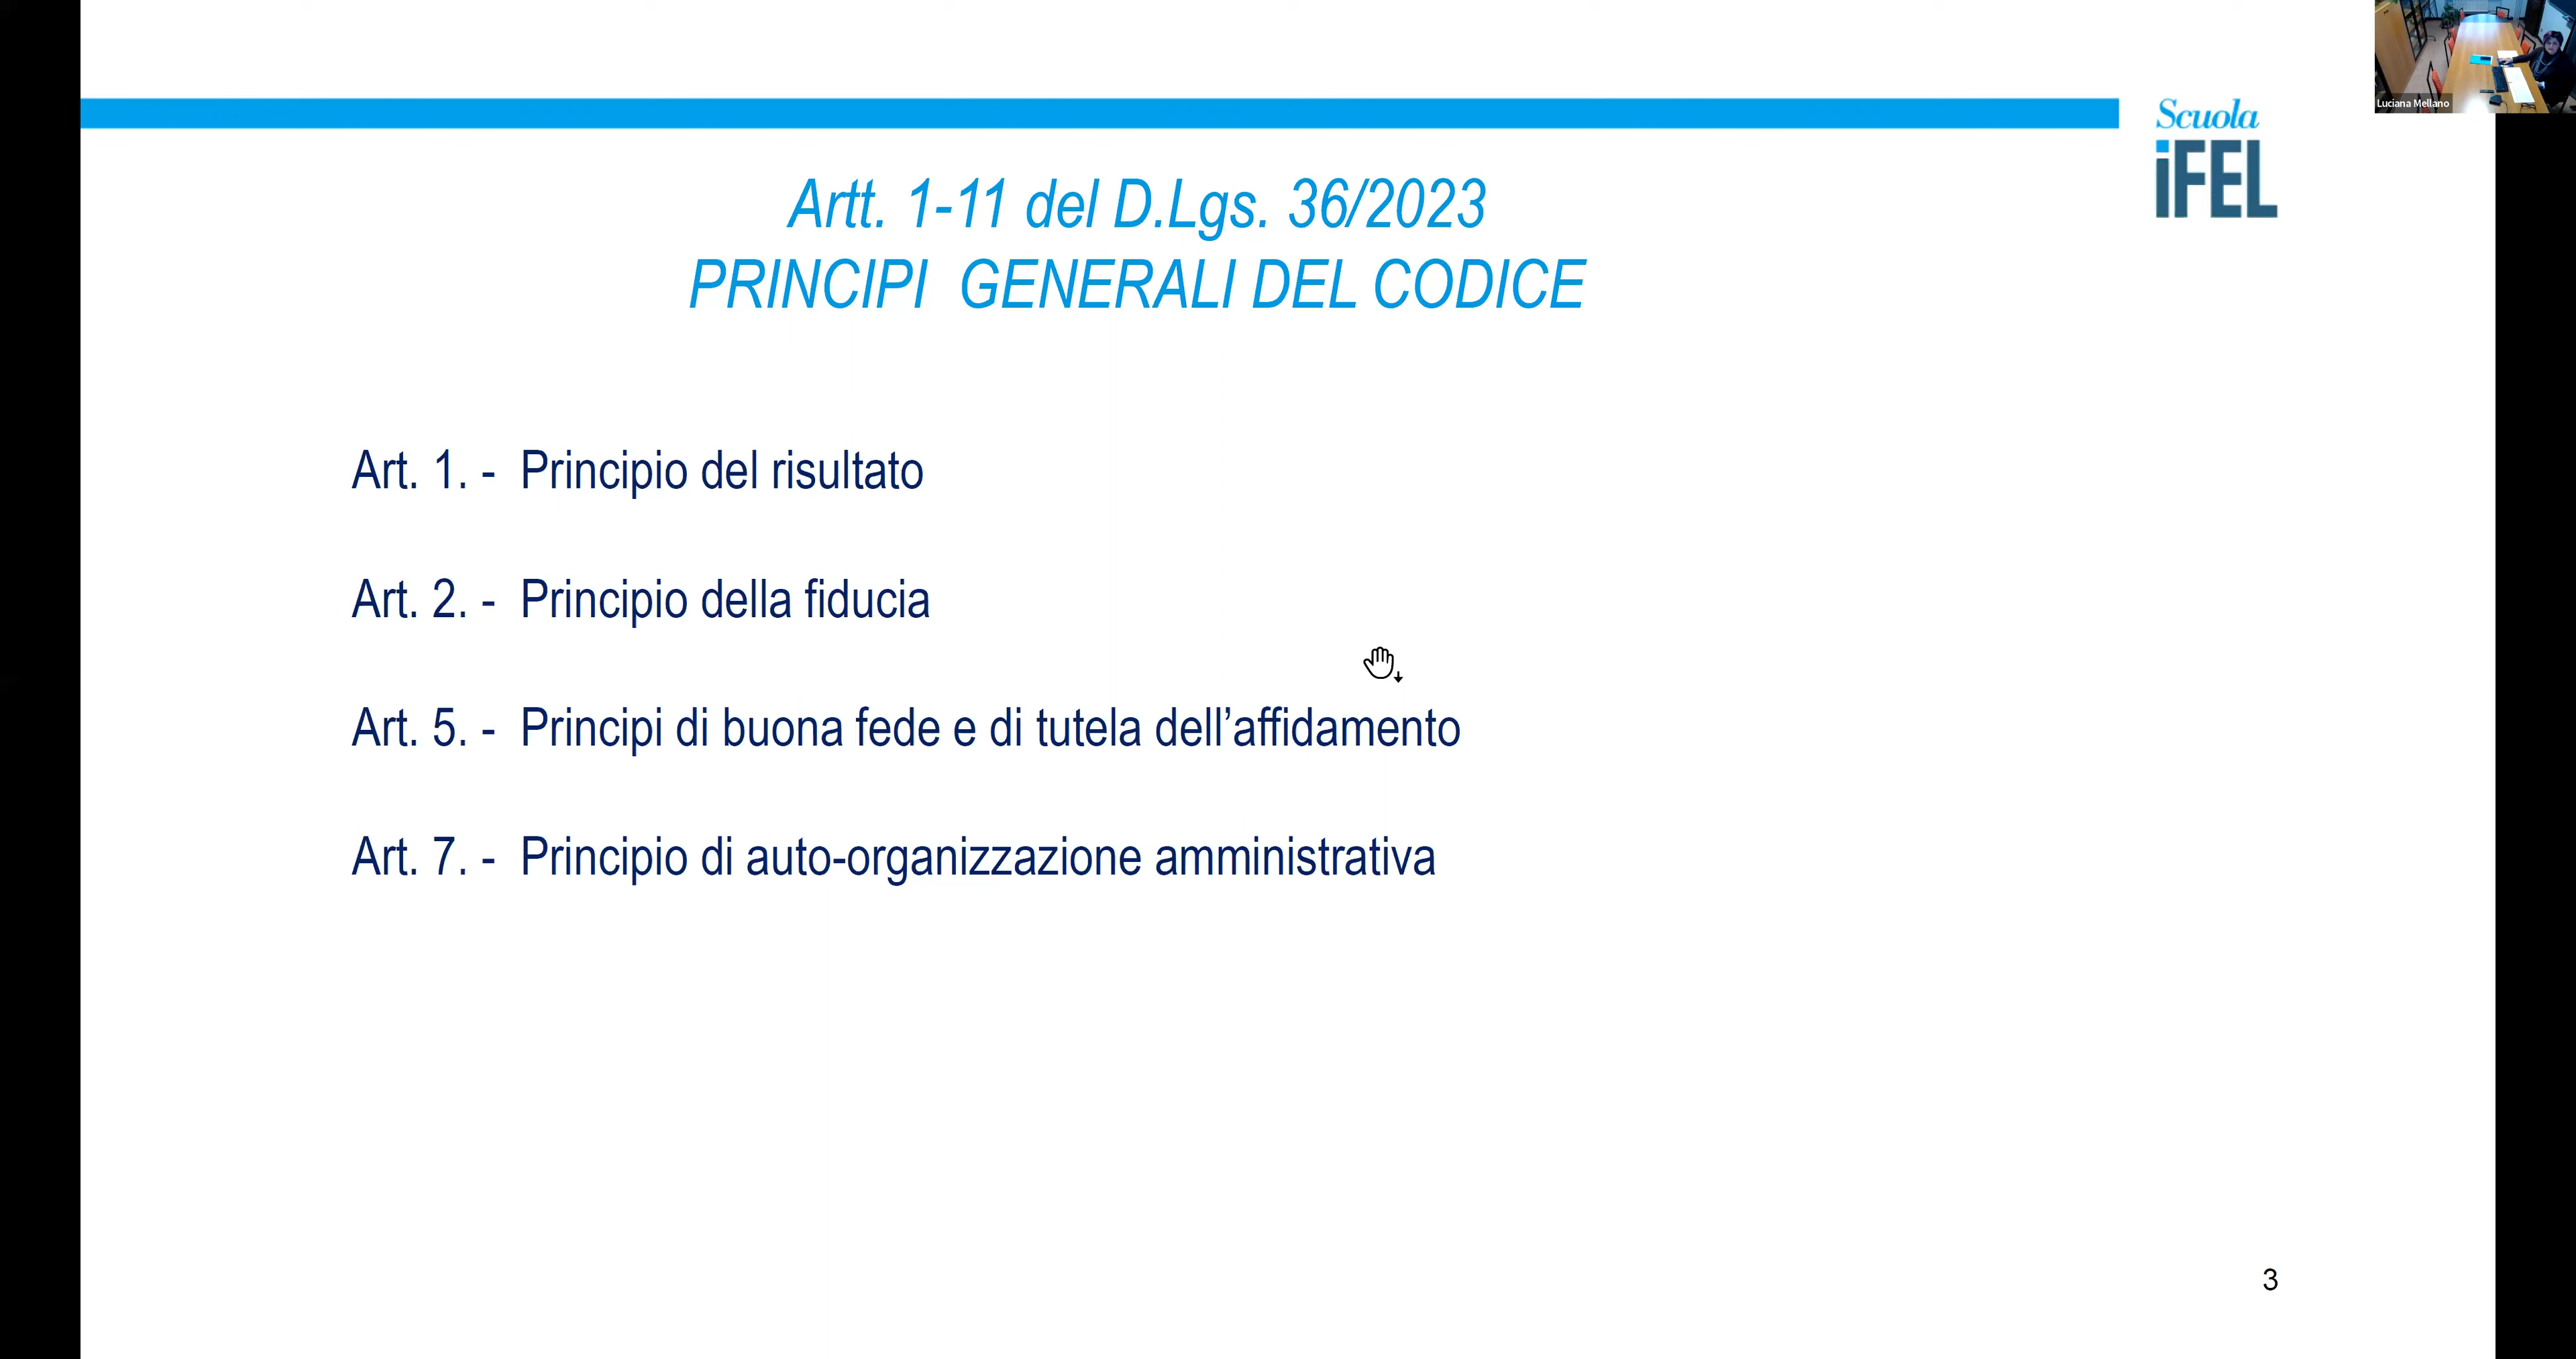 Luciana Mellano
Scuola
iFEL
Artt. 1-11 del D.Lgs. 36/2023
PRINCIPI GENERALI DEL CODICE
Art. 1. - Principio del risultato
Art. 2. - Principio della fiducia
Art. 5. - Principi di buona fede e di tutela dell’affidamento
Art. 7. - Principio di auto-organizzazione amministrativa
3